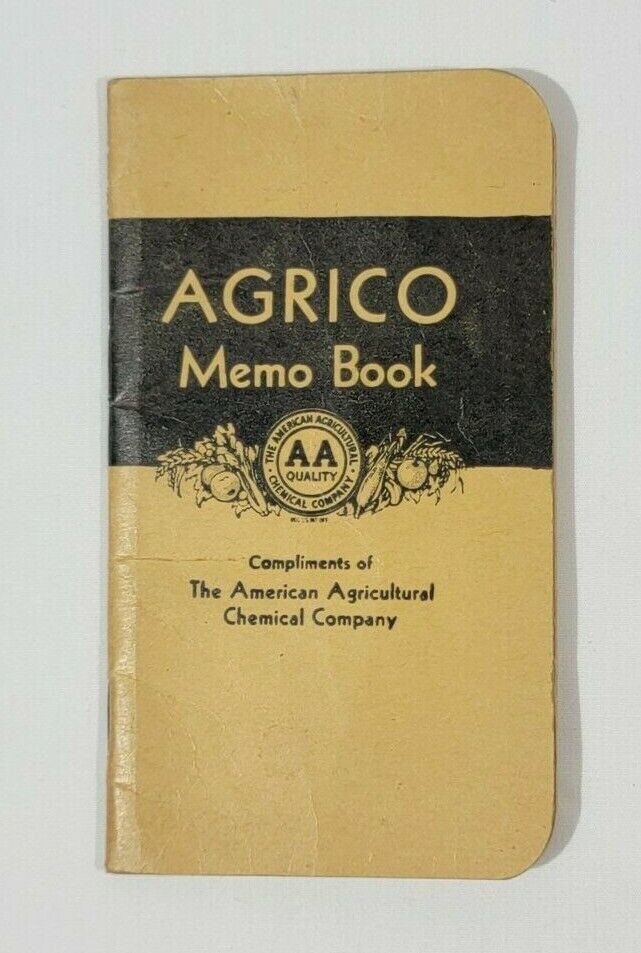 AGRICO
Memo Book
THE AMERICAN AGRICULTURAL
AA
QUALITY
CHEMICAL COMPANY
Compliments of
The American Agricultural
Chemical Company